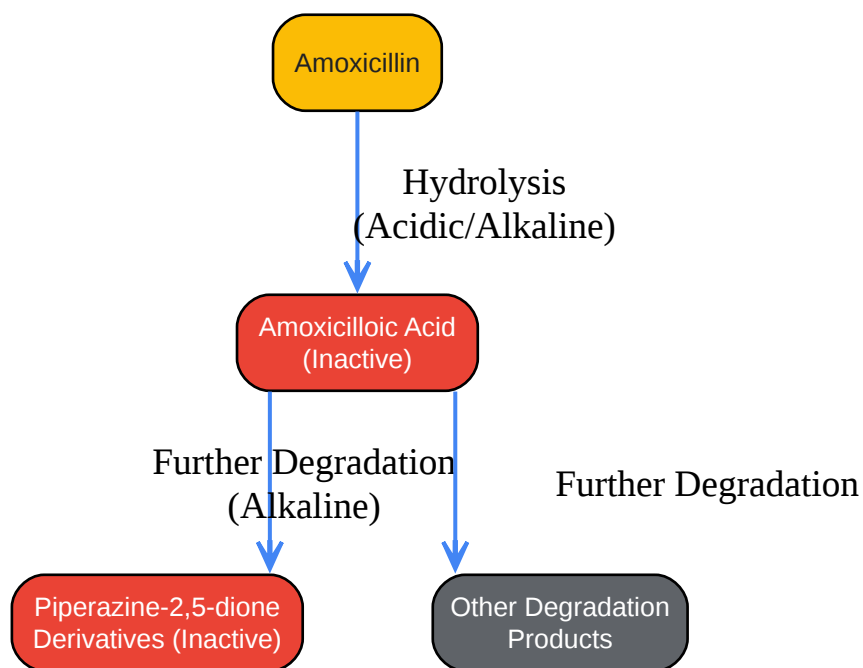 Amoxicillin
Hydrolysis
(Acidic/Alkaline)
Amoxicilloic Acid
(Inactive)
Further Degradation
(Alkaline)
Further Degradation
Piperazine-2,5-dione
Derivatives (Inactive)
Other Degradation
Products